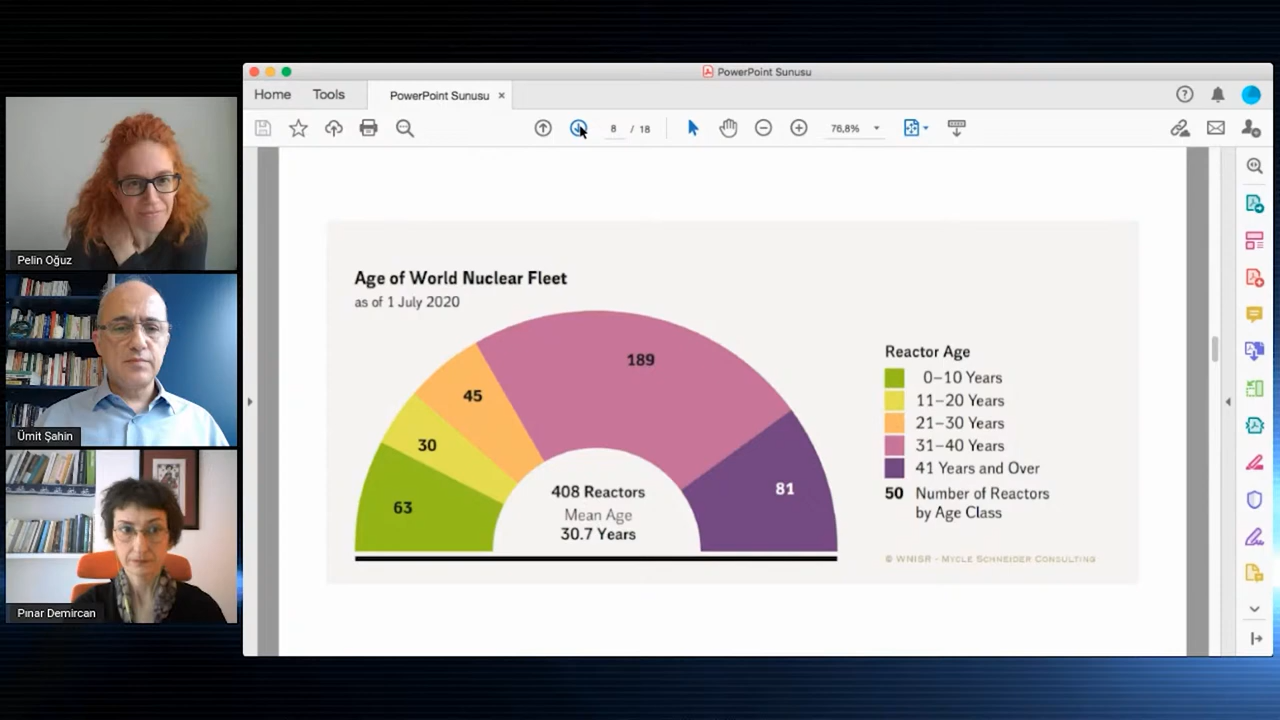 PowerPoint Sunusu
Home
Tools
PowerPoint Sunusu ×
8 / 18
76,8%
Pelin Oğuz
Ümit Şahin
Pınar Demircan
Age of World Nuclear Fleet
as of 1 July 2020
189
45
30
63
81
408 Reactors
Mean Age
30.7 Years
Reactor Age
0–10 Years
11–20 Years
21–30 Years
31–40 Years
41 Years and Over
50 Number of Reactors
by Age Class
© WNISR - Mycle Schneider Consulting